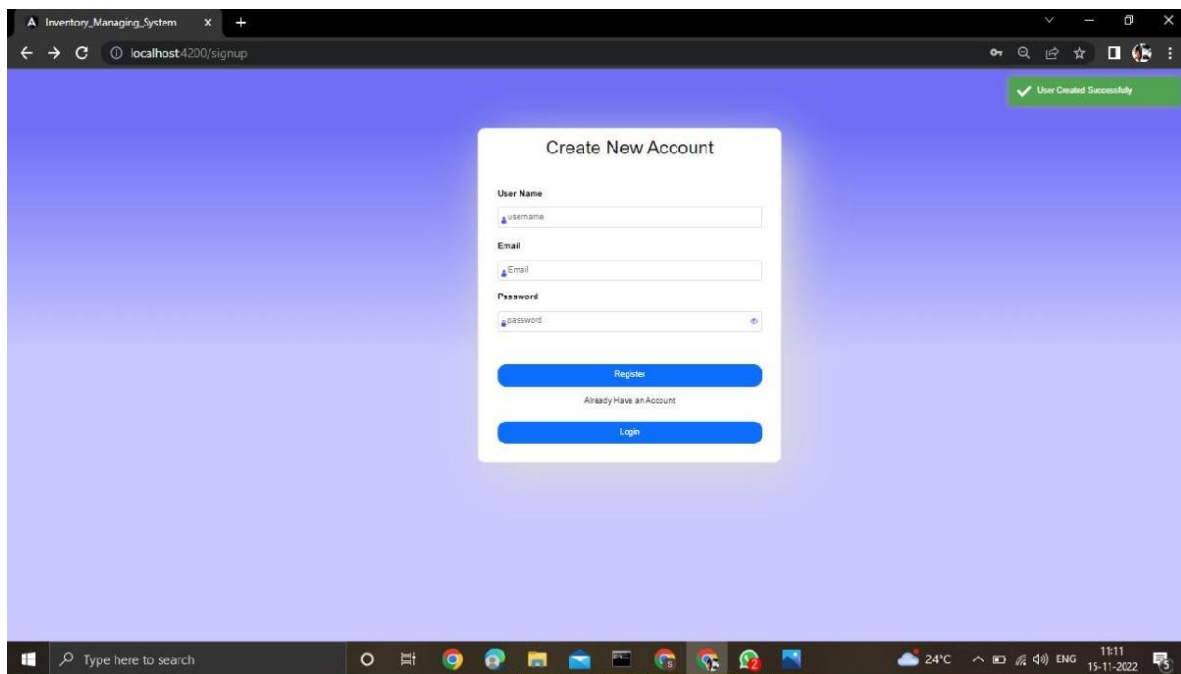 Inventory_Managing_System
localhost:4200/signup
User Created Successfuly
Create New Account
User Name
username
Email
Email
Password
password
Register
Already Have an Account
Login
Type here to search
24°C
ENG
11:11
15-11-2022